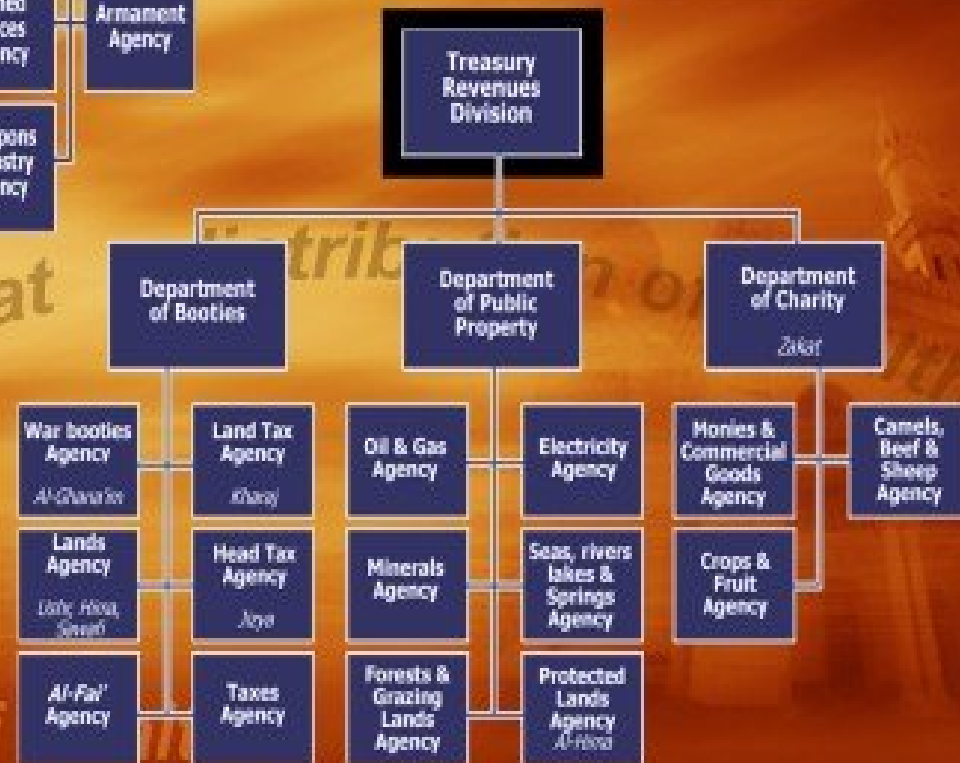 Armament
Agency
Treasury
Revenues
Division
Department
of Booties
Department
of Public
Property
Department
of Charity
Zakat
War booties
Agency
Al-Ghana'im
Land Tax
Agency
Kharaj
Oil & Gas
Agency
Electricity
Agency
Monies &
Commercial
Goods
Agency
Camels,
Beef &
Sheep
Agency
Lands
Agency
Ushr, Hima,
Head Tax
Agency
Jizya
Minerals
Agency
Seas, rivers
lakes &
Springs
Agency
Crops &
Fruit
Agency
Al-Fai'
Agency
Taxes
Agency
Forests &
Grazing
Lands
Agency
Protected
Lands
Agency
Al-Hima